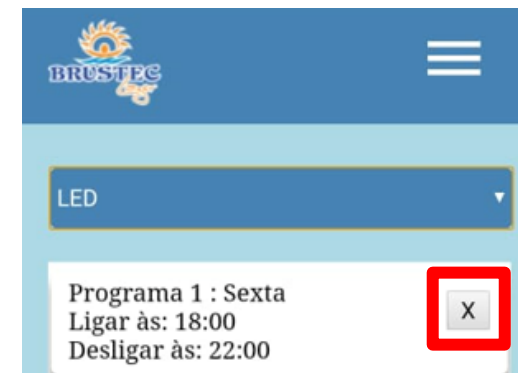 BRUSTEC
LED
Programa 1 : Sexta
Ligar às: 18:00
X
Desligar às: 22:00